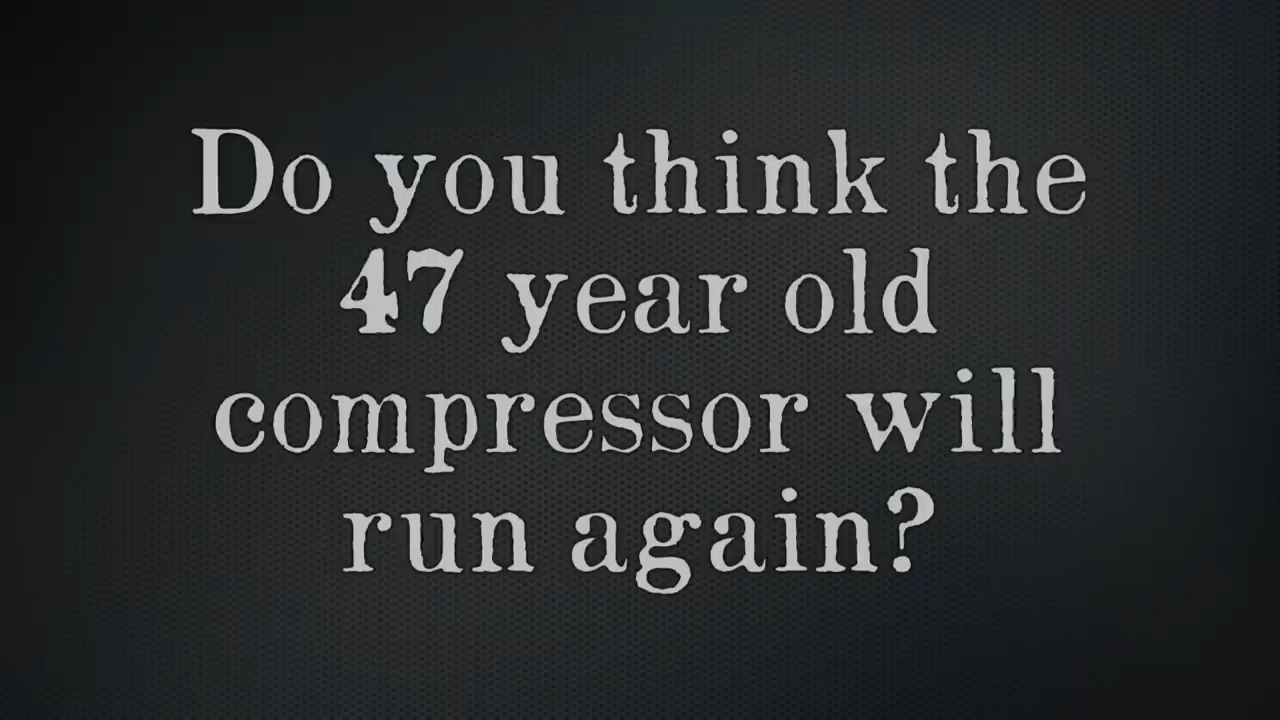 Do you think the
47 year old
compressor will
run again?